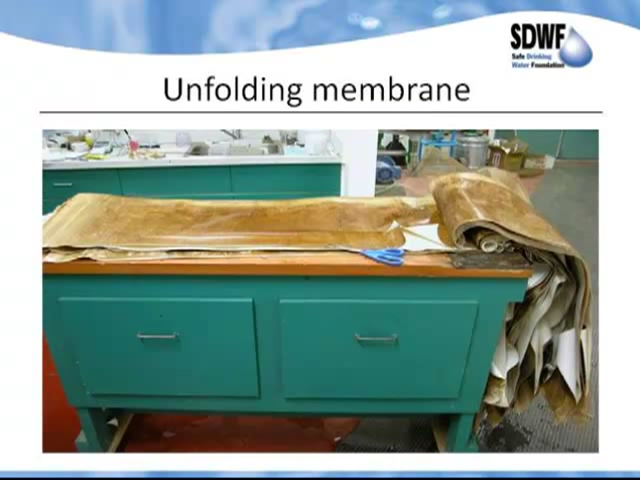 SDWF
Safe Drinking
Water Foundation
Unfolding membrane